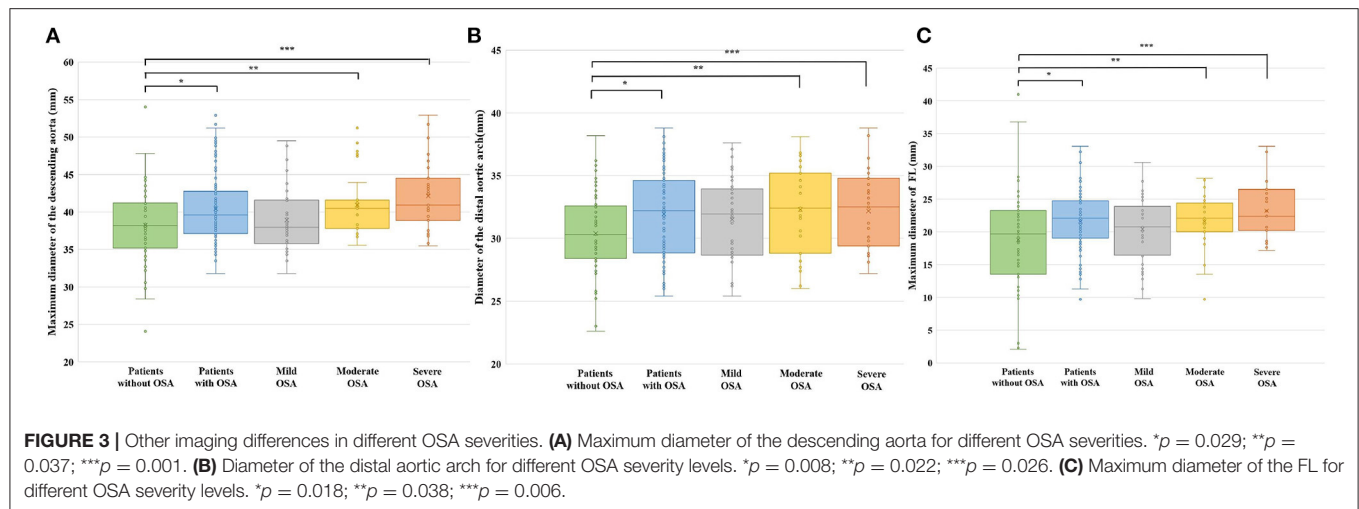 A
***
**
*
60
55
50
45
40
35
30
25
20
Maximum diameter of the descending aorta (mm)
Patients
without OSA
Patients
with OSA
Mild
OSA
Moderate
OSA
Severe
OSA
B
***
**
*
45
40
35
30
25
20
Diameter of the distal aortic arch(mm)
Patients
without OSA
Patients
with OSA
Mild
OSA
Moderate
OSA
Severe
OSA
C
***
**
*
45
40
35
30
25
20
15
10
5
0
Maximum diameter of FL (mm)
Patients
without OSA
Patients
with OSA
Mild
OSA
Moderate
OSA
Severe
OSA
FIGURE 3 | Other imaging differences in different OSA severities. (A) Maximum diameter of the descending aorta for different OSA severities. *p = 0.029; **p =
0.037; ***p = 0.001. (B) Diameter of the distal aortic arch for different OSA severity levels. *p = 0.008; **p = 0.022; ***p = 0.026. (C) Maximum diameter of the FL for
different OSA severity levels. *p = 0.018; **p = 0.038; ***p = 0.006.